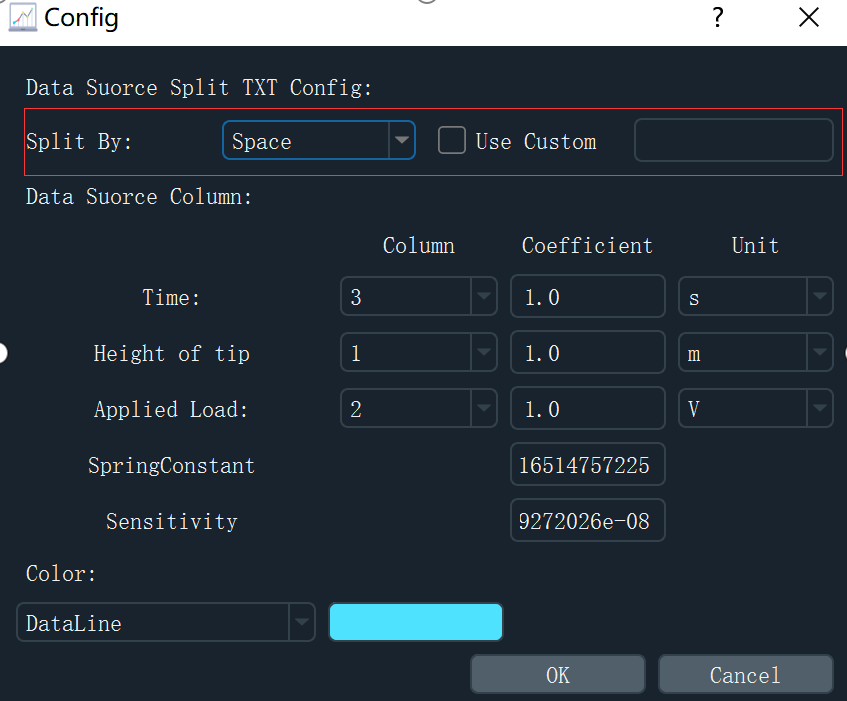 Config ?
Data Suorce Split TXT Config:
Split By: Space Use Custom
Data Suorce Column:
Column Coefficient Unit
Time: 3 1.0 s
Height of tip 1 1.0 m
Applied Load: 2 1.0 V
SpringConstant 16514757225
Sensitivity 9272026e-08
Color:
DataLine
OK Cancel